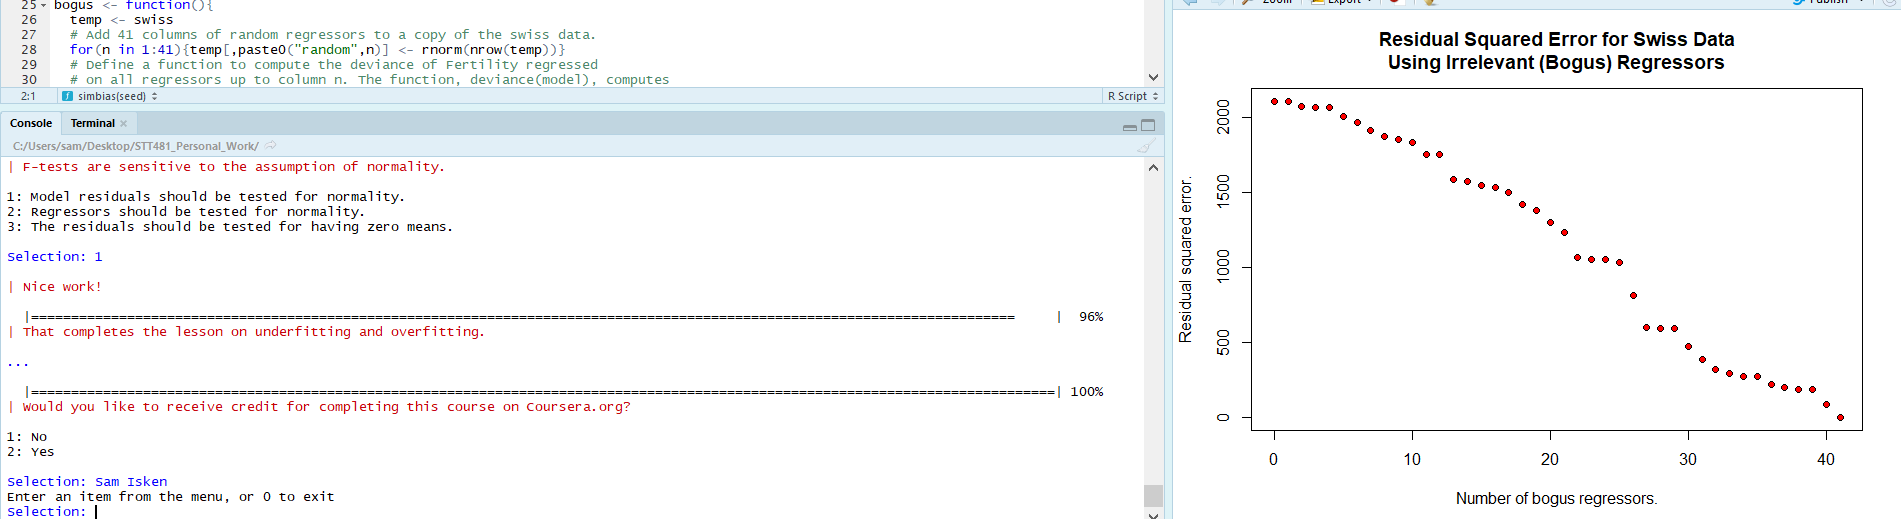 25 bogus <- function(){
26 temp <- swiss
27 # Add 41 columns of random regressors to a copy of the swiss data.
28 for(n in 1:41){temp[,paste0("random",n)] <- rnorm(nrow(temp))}
29 # Define a function to compute the deviance of Fertility regressed
30 # on all regressors up to column n. The function, deviance(model), computes
2:1 simbias(seed) R Script
Console Terminal
C:/Users/sam/Desktop/STT481_Personal_Work/
| F-tests are sensitive to the assumption of normality.
1: Model residuals should be tested for normality.
2: Regressors should be tested for normality.
3: The residuals should be tested for having zero means.
Selection: 1
| Nice work!
|===========================================================================================================================     |  96%
| That completes the lesson on underfitting and overfitting.
...
|================================================================================================================================| 100%
| Would you like to receive credit for completing this course on Coursera.org?
1: No
2: Yes
Selection: Sam Isken
Enter an item from the menu, or 0 to exit
Selection:
Zoom Export Publish
Residual Squared Error for Swiss Data
Using Irrelevant (Bogus) Regressors
Residual squared error.
2000
1500
1000
500
0
0 10 20 30 40
Number of bogus regressors.